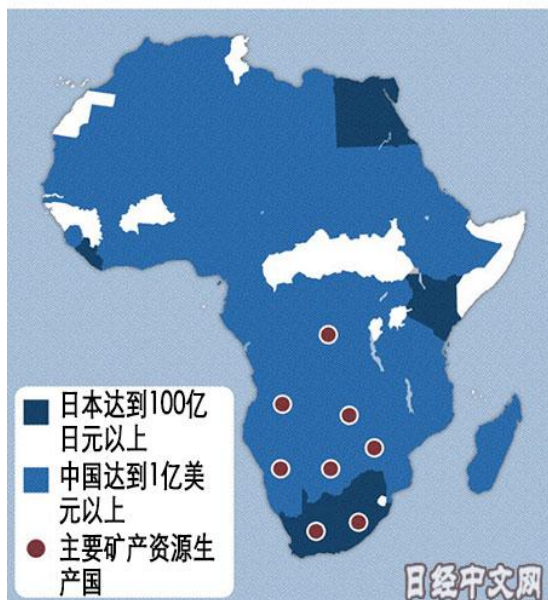 日本达到100亿
日元以上
中国达到1亿美
元以上
主要矿产资源生
产国
日经中文网